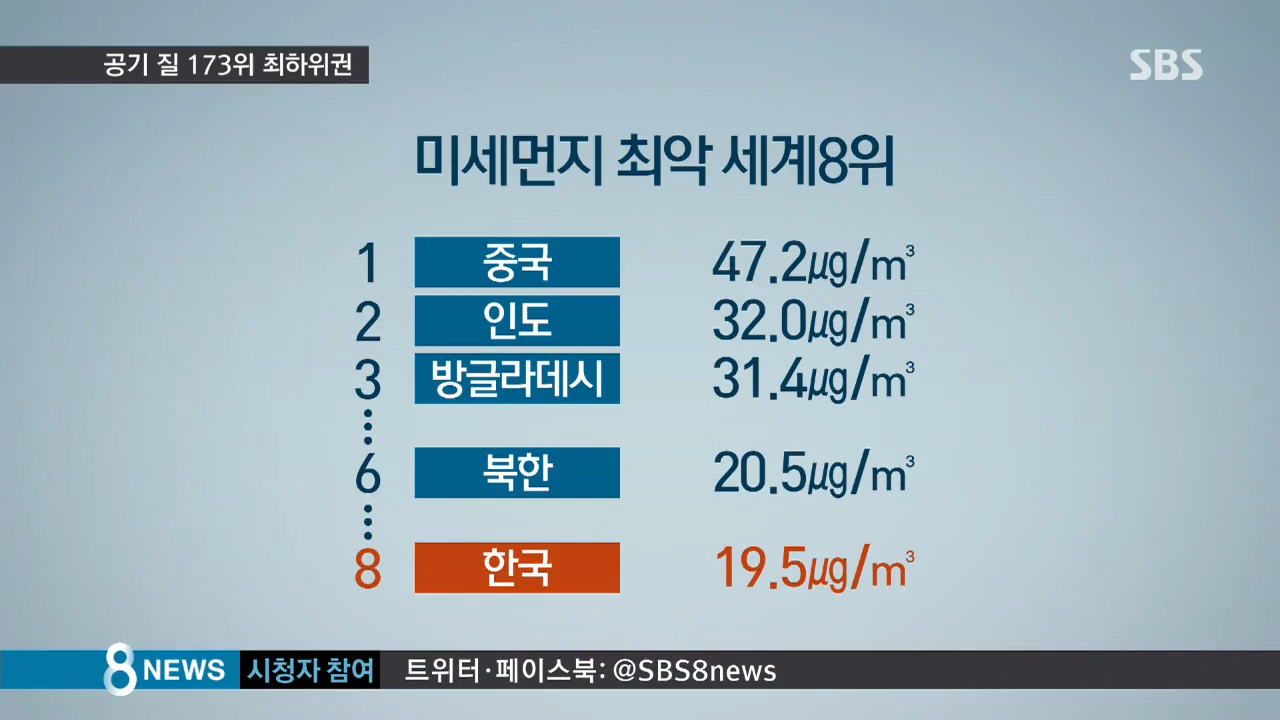 공기 질 173위 최하위권
SBS
미세먼지 최악 세계8위
1 중국 47.2㎍/m³
2 인도 32.0㎍/m³
3 방글라데시 31.4㎍/m³
6 북한 20.5㎍/m³
8 한국 19.5㎍/m³
8 NEWS 시청자 참여 트위터·페이스북: @SBS8news